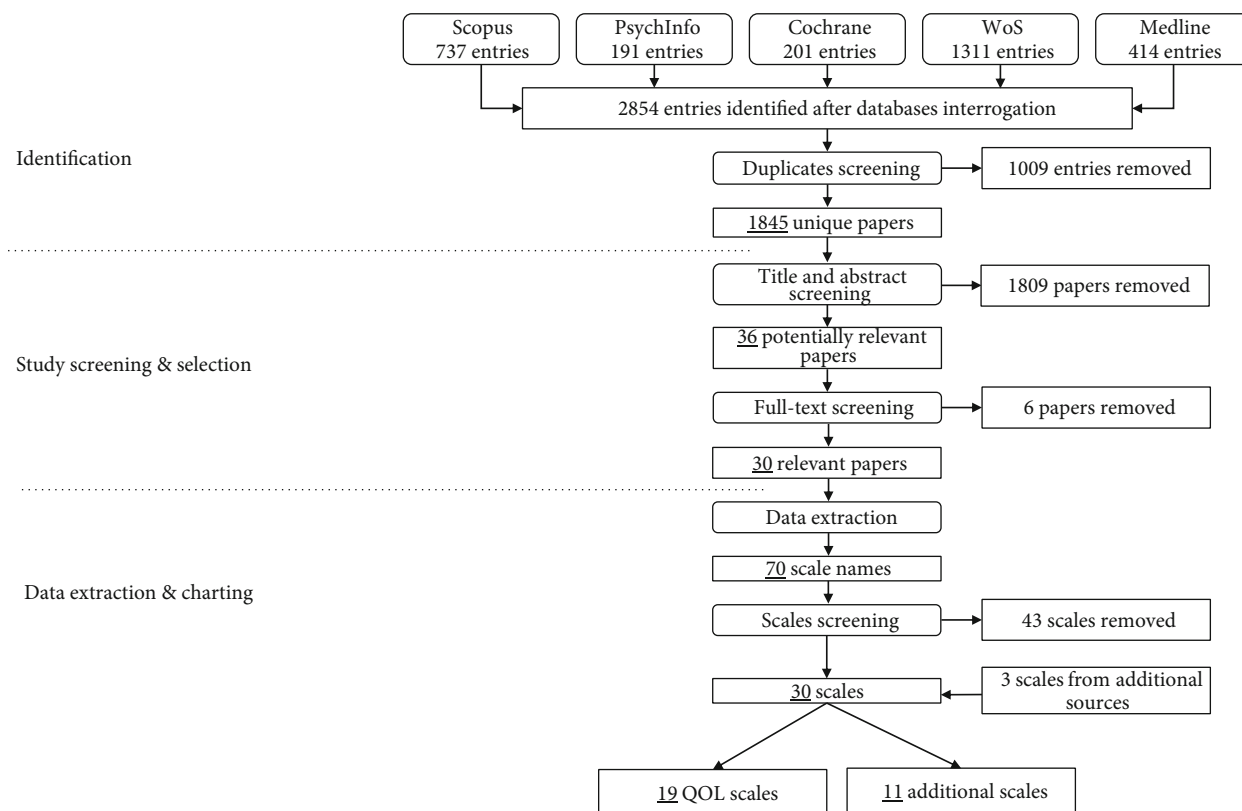 Scopus
737 entries
PsychInfo
191 entries
Cochrane
201 entries
WoS
1311 entries
Medline
414 entries
2854 entries identified after databases interrogation
Identification
Duplicates screening
1009 entries removed
1845 unique papers
Title and abstract
screening
1809 papers removed
36 potentially relevant
papers
Study screening & selection
Full-text screening
6 papers removed
30 relevant papers
Data extraction
70 scale names
Data extraction & charting
Scales screening
43 scales removed
30 scales
3 scales from additional
sources
19 QOL scales
11 additional scales